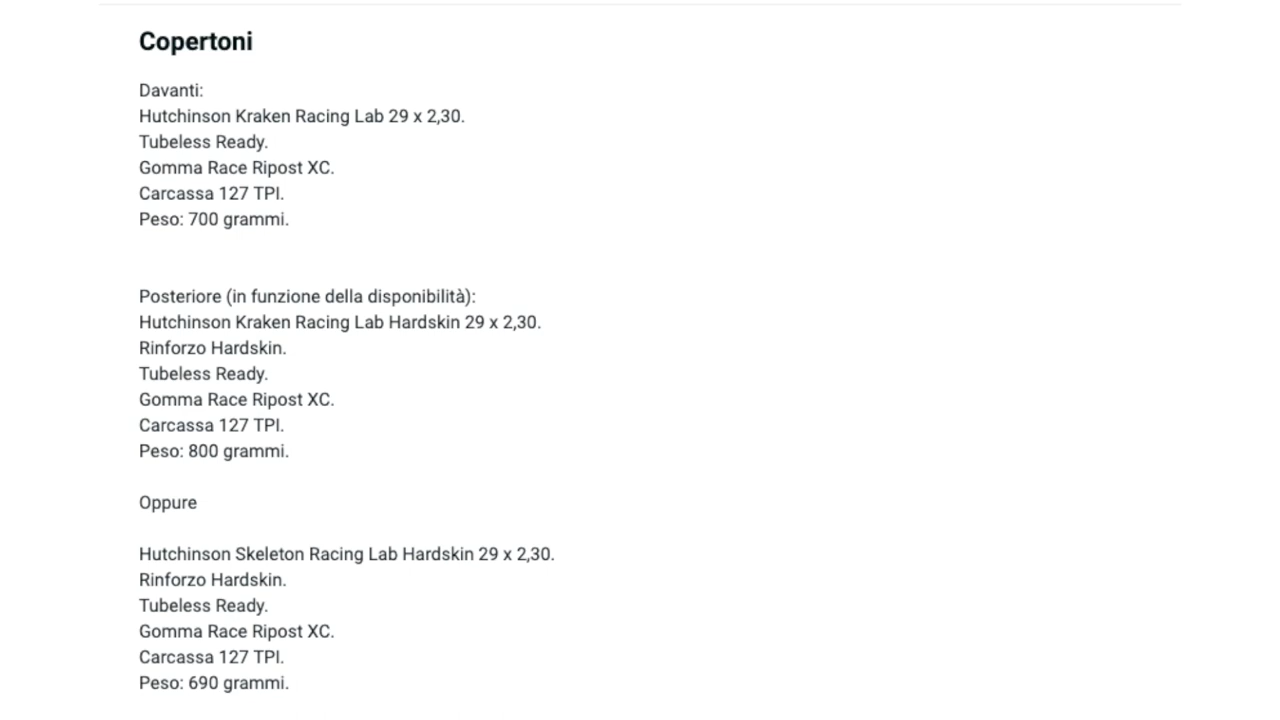 Copertoni
Davanti:
Hutchinson Kraken Racing Lab 29 x 2,30.
Tubeless Ready.
Gomma Race Ripost XC.
Carcassa 127 TPI.
Peso: 700 grammi.
Posteriore (in funzione della disponibilità):
Hutchinson Kraken Racing Lab Hardskin 29 x 2,30.
Rinforzo Hardskin.
Tubeless Ready.
Gomma Race Ripost XC.
Carcassa 127 TPI.
Peso: 800 grammi.
Oppure
Hutchinson Skeleton Racing Lab Hardskin 29 x 2,30.
Rinforzo Hardskin.
Tubeless Ready.
Gomma Race Ripost XC.
Carcassa 127 TPI.
Peso: 690 grammi.